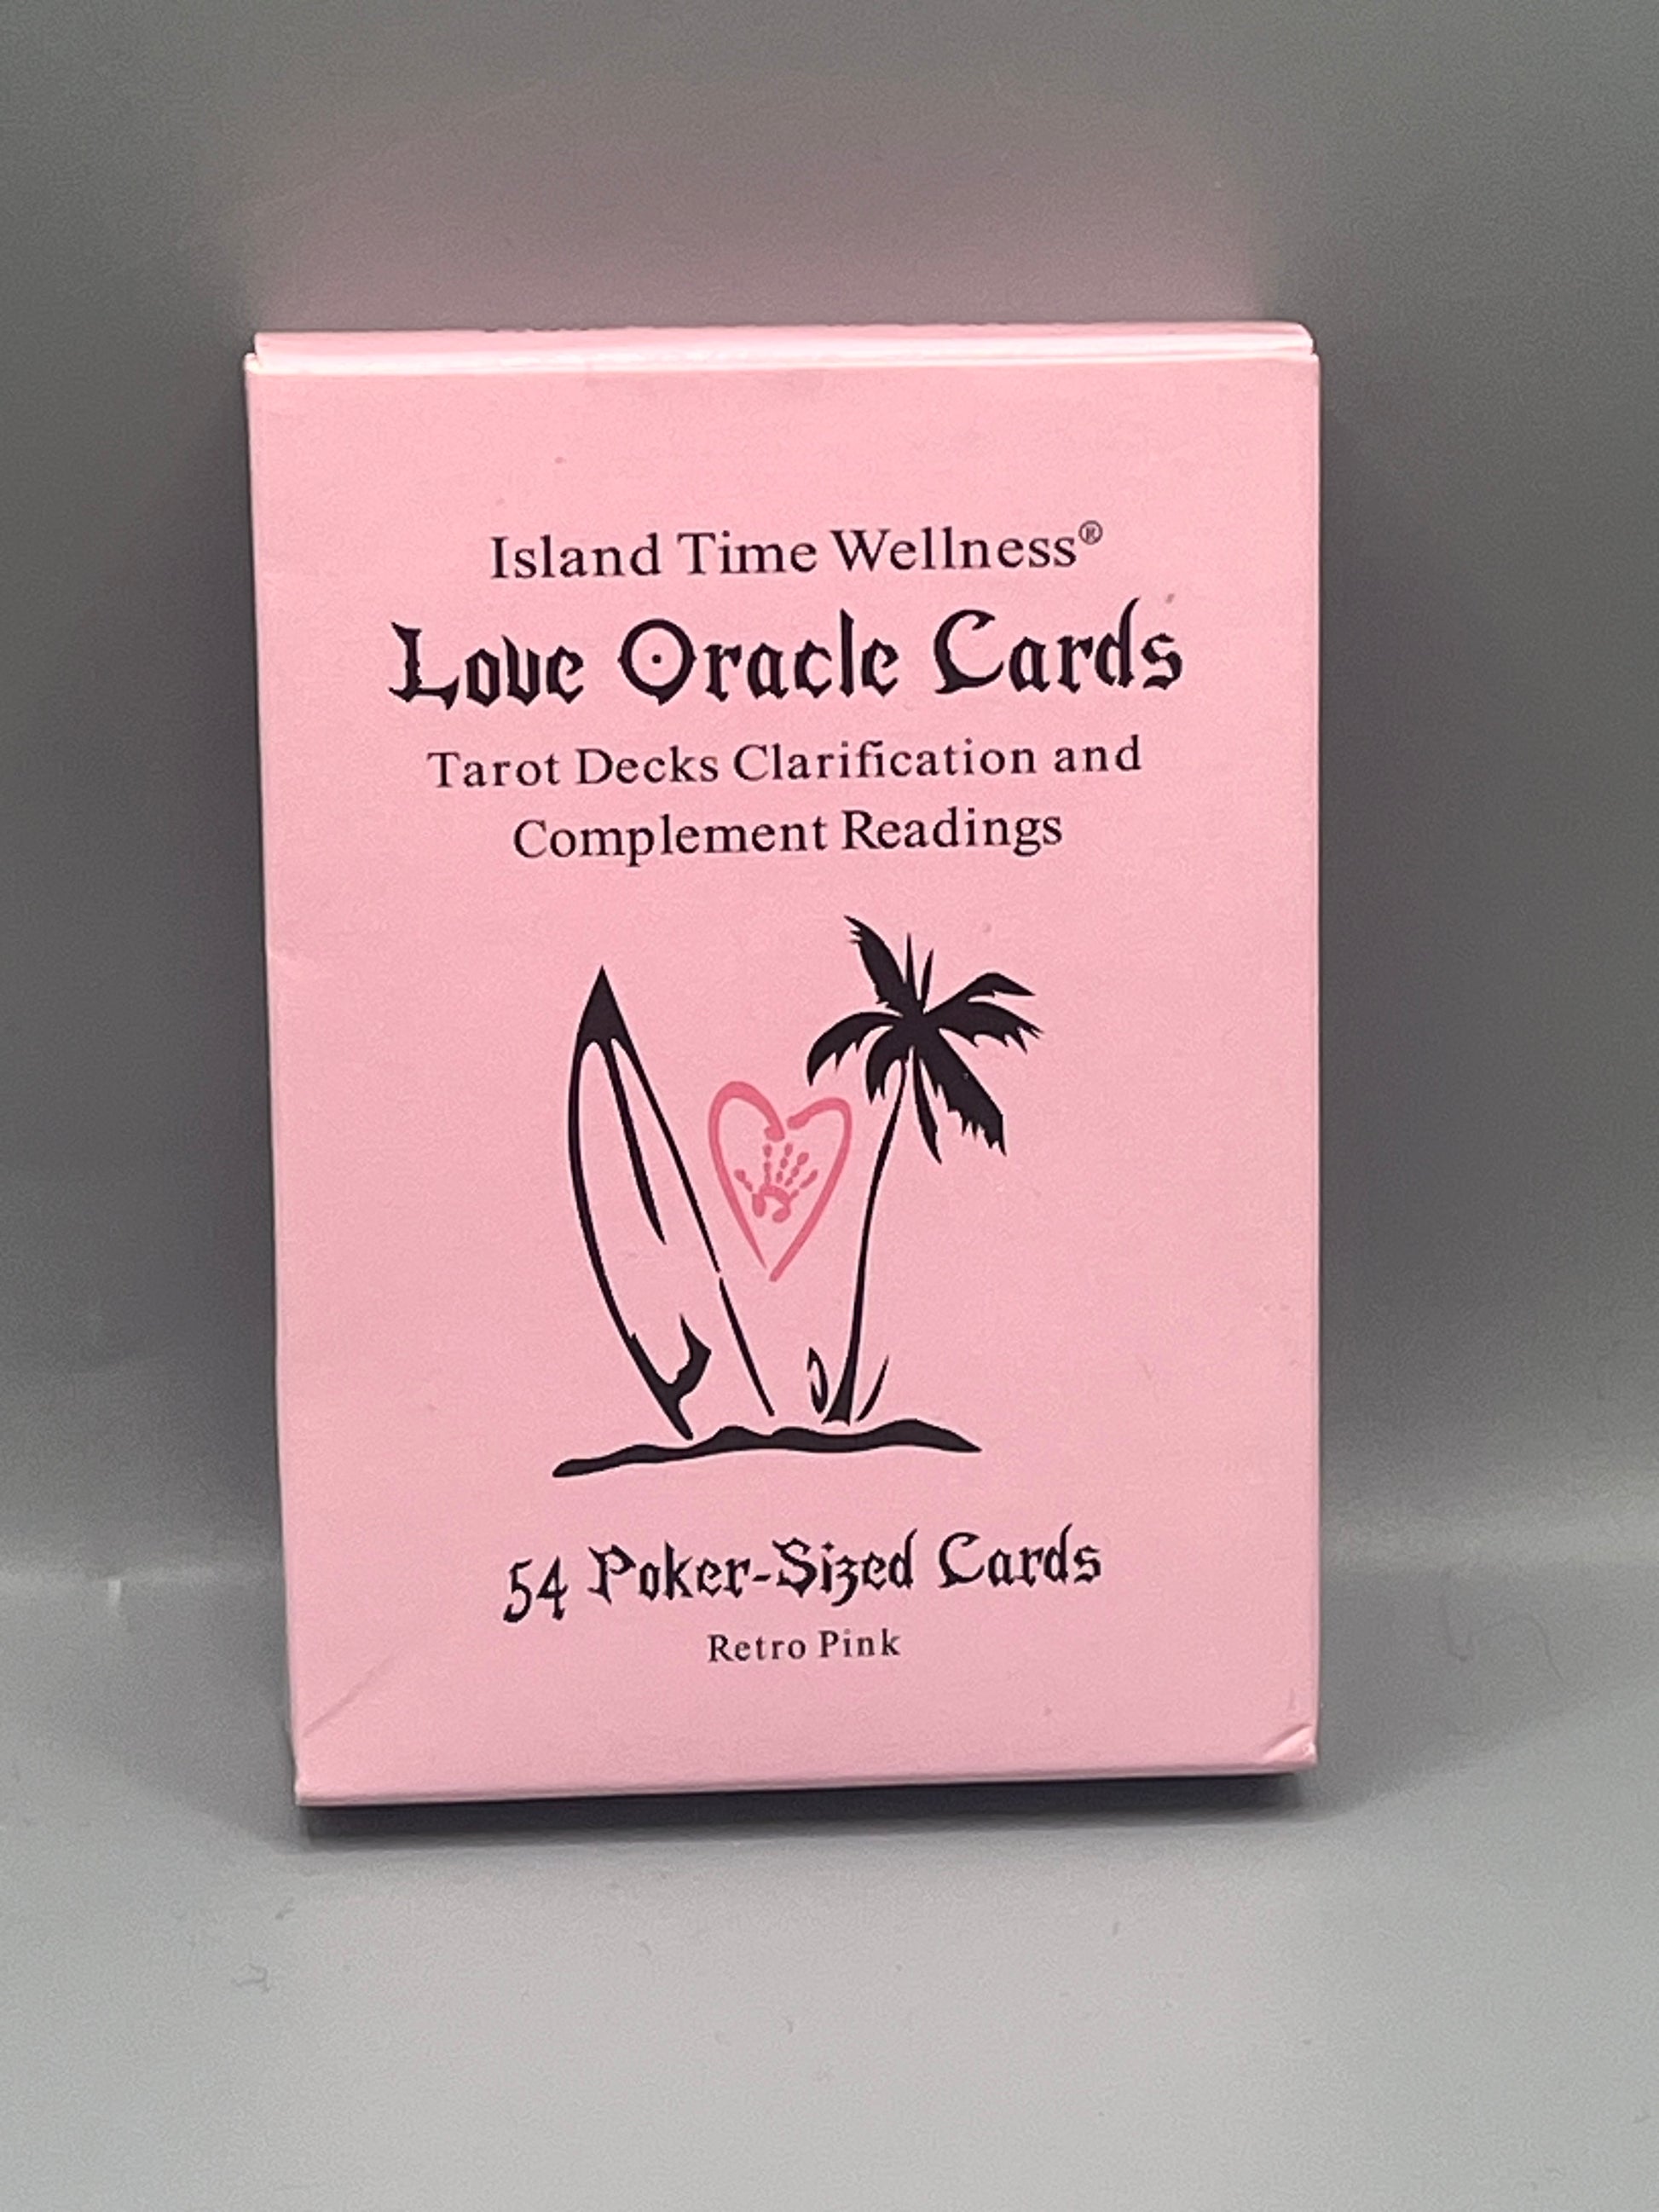 Island Time Wellness®
Love Oracle Cards
Tarot Decks Clarification and
Complement Readings
54 Poker-Sized Cards
Retro Pink